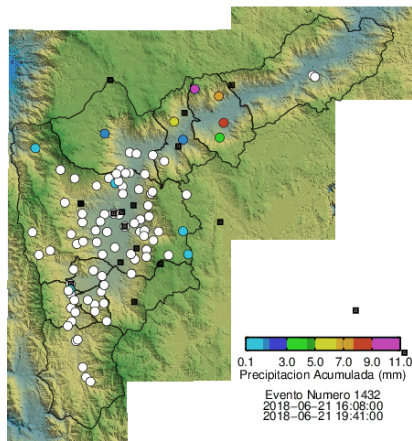 0.1 3.0 5.0 7.0 9.0 11.0
Precipitacion Acumulada (mm)
Evento Numero 1432
2018−06−21 16:08:00
2018−06−21 19:41:00